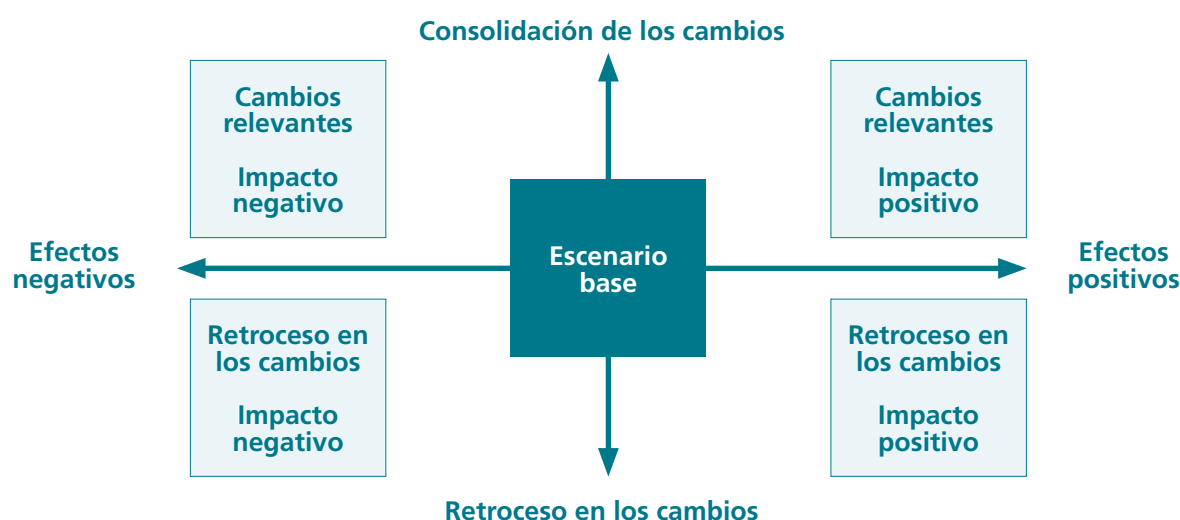 Consolidación de los cambios
Cambios
relevantes
Impacto
negativo
Cambios
relevantes
Impacto
positivo
Efectos
negativos
Escenario
base
Efectos
positivos
Retroceso en
los cambios
Impacto
negativo
Retroceso en
los cambios
Impacto
positivo
Retroceso en los cambios